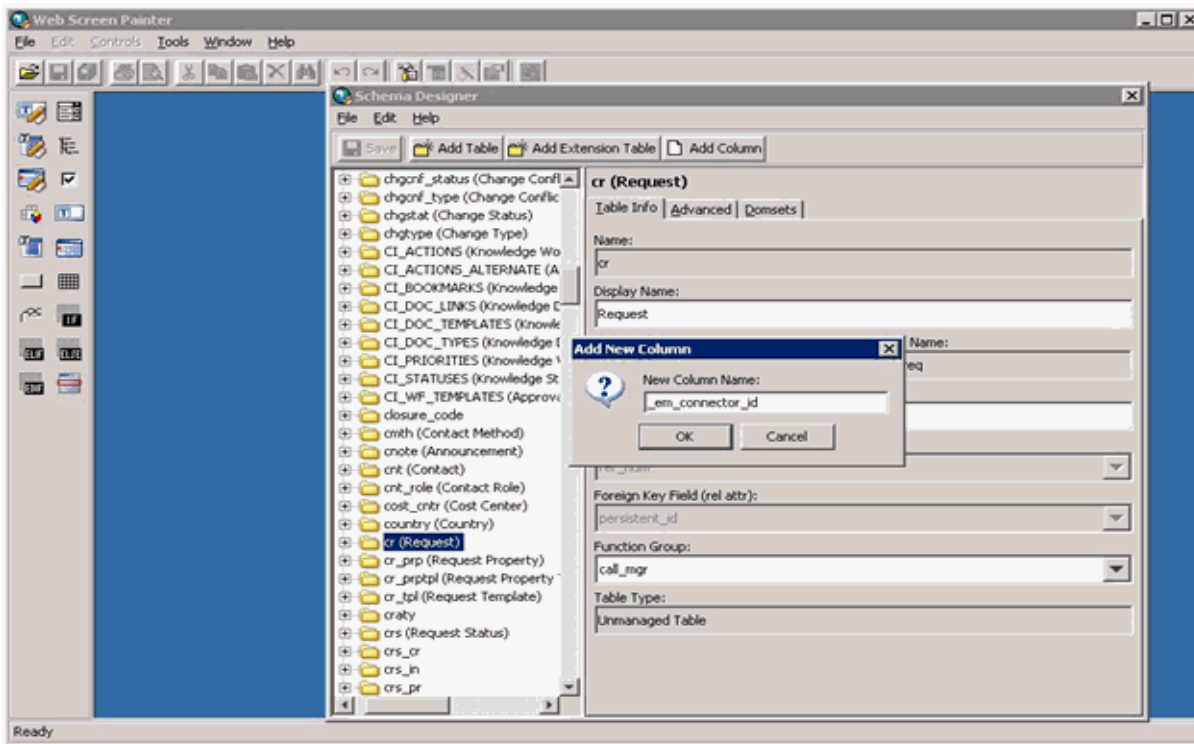 Web Screen Painter
File Edit Controls Tools Window Help
Schema Designer
File Edit Help
Save Add Table Add Extension Table Add Column
chgcnf_status (Change Confl
chgcnf_type (Change Conflic
chgstat (Change Status)
chgtype (Change Type)
CI_ACTIONS (Knowledge Wo
CI_ACTIONS_ALTERNATE (A
CI_BOOKMARKS (Knowledge
CI_DOC_LINKS (Knowledge D
CI_DOC_TEMPLATES (Knowle
CI_DOC_TYPES (Knowledge
CI_PRIORITIES (Knowledge
CI_STATUSES (Knowledge St
CI_WF_TEMPLATES (Approva
closure_code
cmth (Contact Method)
cnote (Announcement)
cnt (Contact)
cnt_role (Contact Role)
cost_cntr (Cost Center)
country (Country)
cr (Request)
cr_prp (Request Property)
cr_prptpl (Request Property
cr_tpl (Request Template)
craty
crs (Request Status)
crs_cr
crs_in
crs_pr
cr (Request)
Table Info Advanced Domsets
Name:
cr
Display Name:
Request
Name:
eq
Add New Column
New Column Name:
_em_connector_id
OK Cancel
ref_num
Foreign Key Field (rel attr):
persistent_id
Function Group:
call_mgr
Table Type:
Unmanaged Table
IF
ELIF
ELSE
Ready